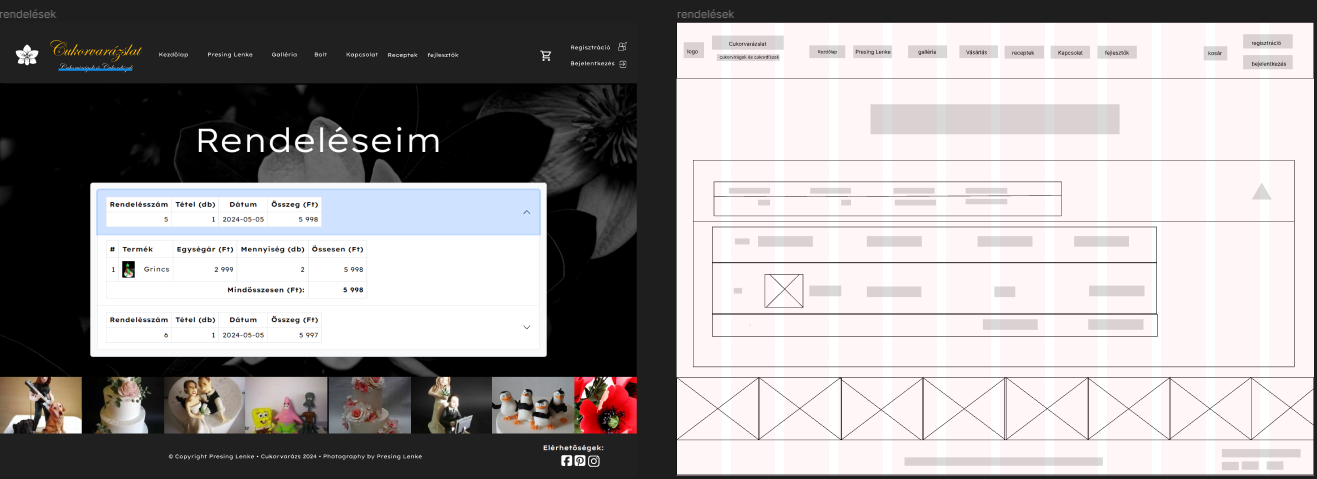 rendelések
Cukorvarázslat
Kezdőlap
Presing Lenke
Galléria
Bolt
Kapcsolat
Receptek
fejlesztők
Regisztráció
Bejelentkezés
Rendeléseim
Rendelésszám Tétel (db) Dátum Összeg (Ft)
5 1 2024-05-05 5 998
# Termék Egységár (Ft) Mennyiség (db) Össesen (Ft)
1 Grincs 2 999 2 5 998
Mindösszesen (Ft): 5 998
Rendelésszám Tétel (db) Dátum Összeg (Ft)
6 1 2024-05-05 5 997
Elérhetőségek:
© Copyright Presing Lenke • Cukorvarázs 2024 • Photography by Presing Lenke
rendelések
logo
Cukorvarázslat
cukorvirágok és cukordíszek
Kezdőlap
Presing Lenke
galléria
Vásárlás
receptek
Kapcsolat
fejlesztők
kosár
regisztráció
bejelentkezés